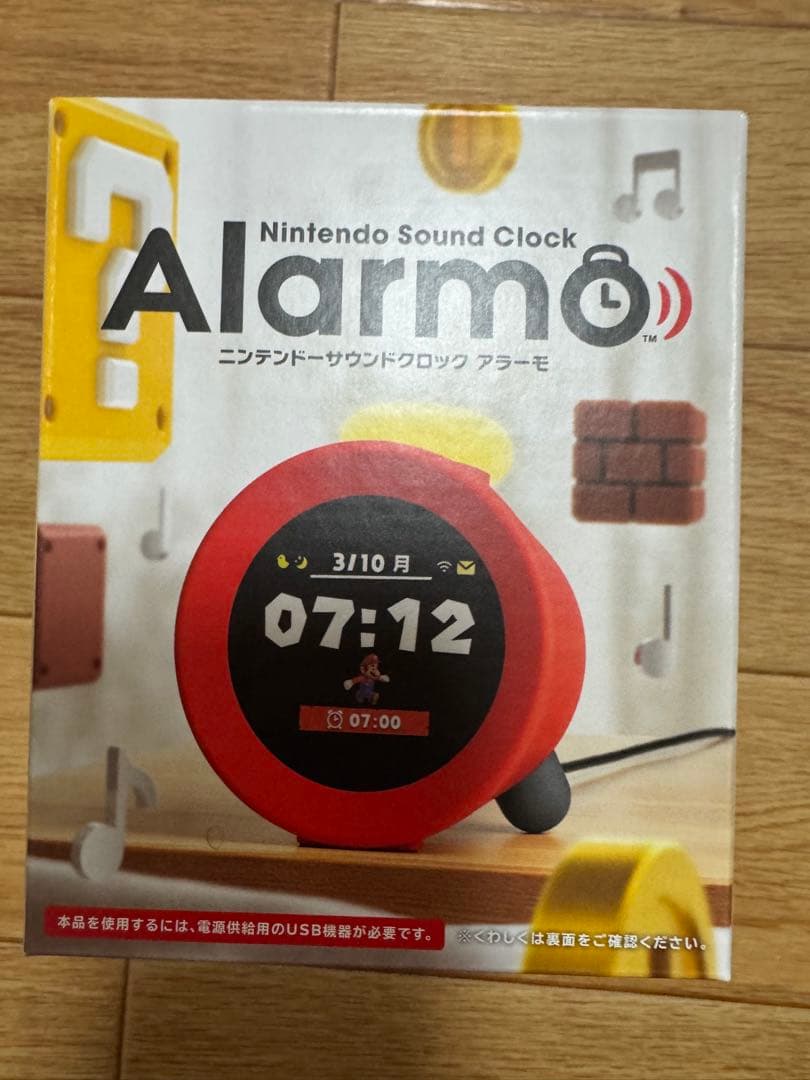 Nintendo Sound Clock
Alarmo™
ニンテンドーサウンドクロック アラーモ
3/10 月
07:12
07:00
本品を使用するには、電源供給用のUSB機器が必要です。
※くわしくは裏面をご確認ください。